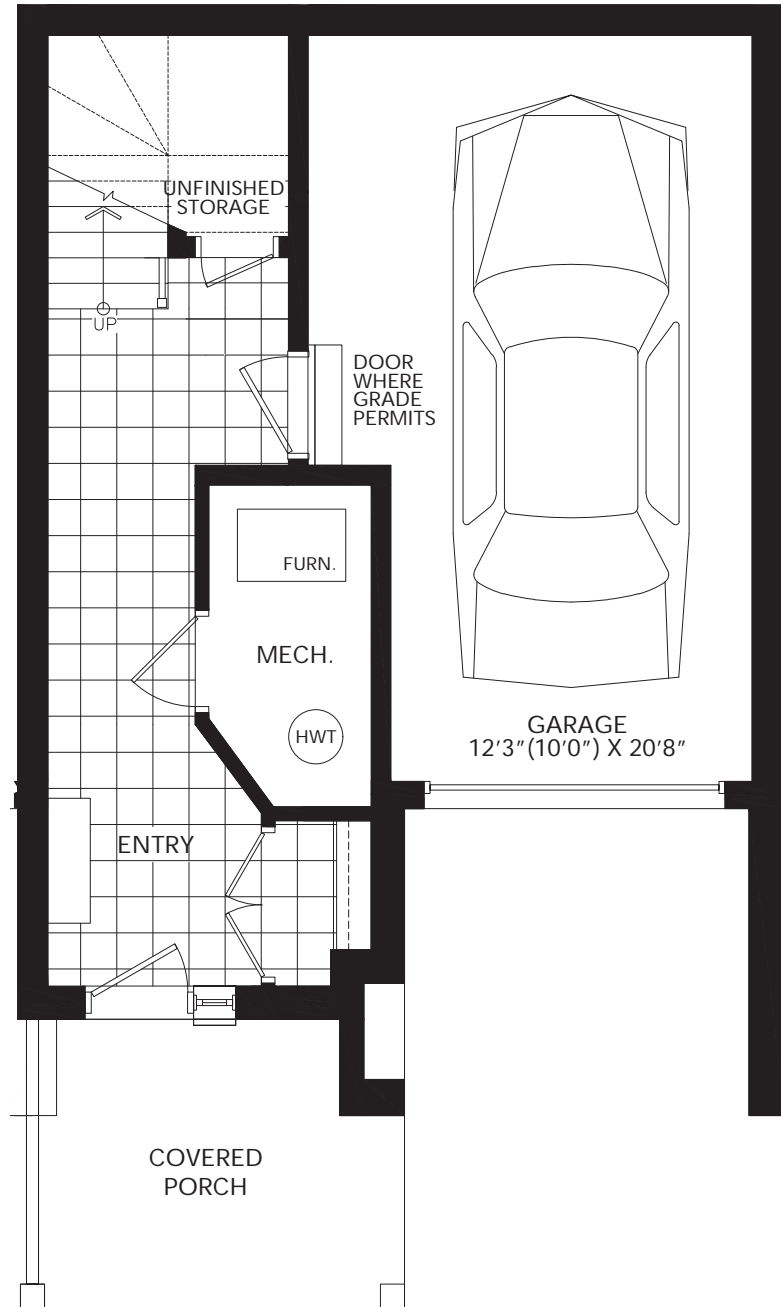 UNFINISHED
STORAGE
UP
DOOR
WHERE
GRADE
PERMITS
FURN.
MECH.
HWT
GARAGE
12'3"(10'0") X 20'8"
ENTRY
COVERED
PORCH